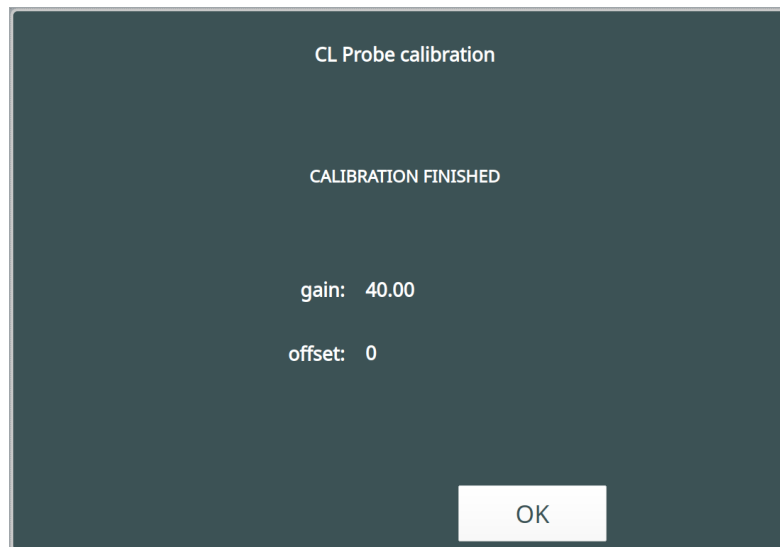 CL Probe calibration
CALIBRATION FINISHED
gain: 40.00
offset: 0
OK